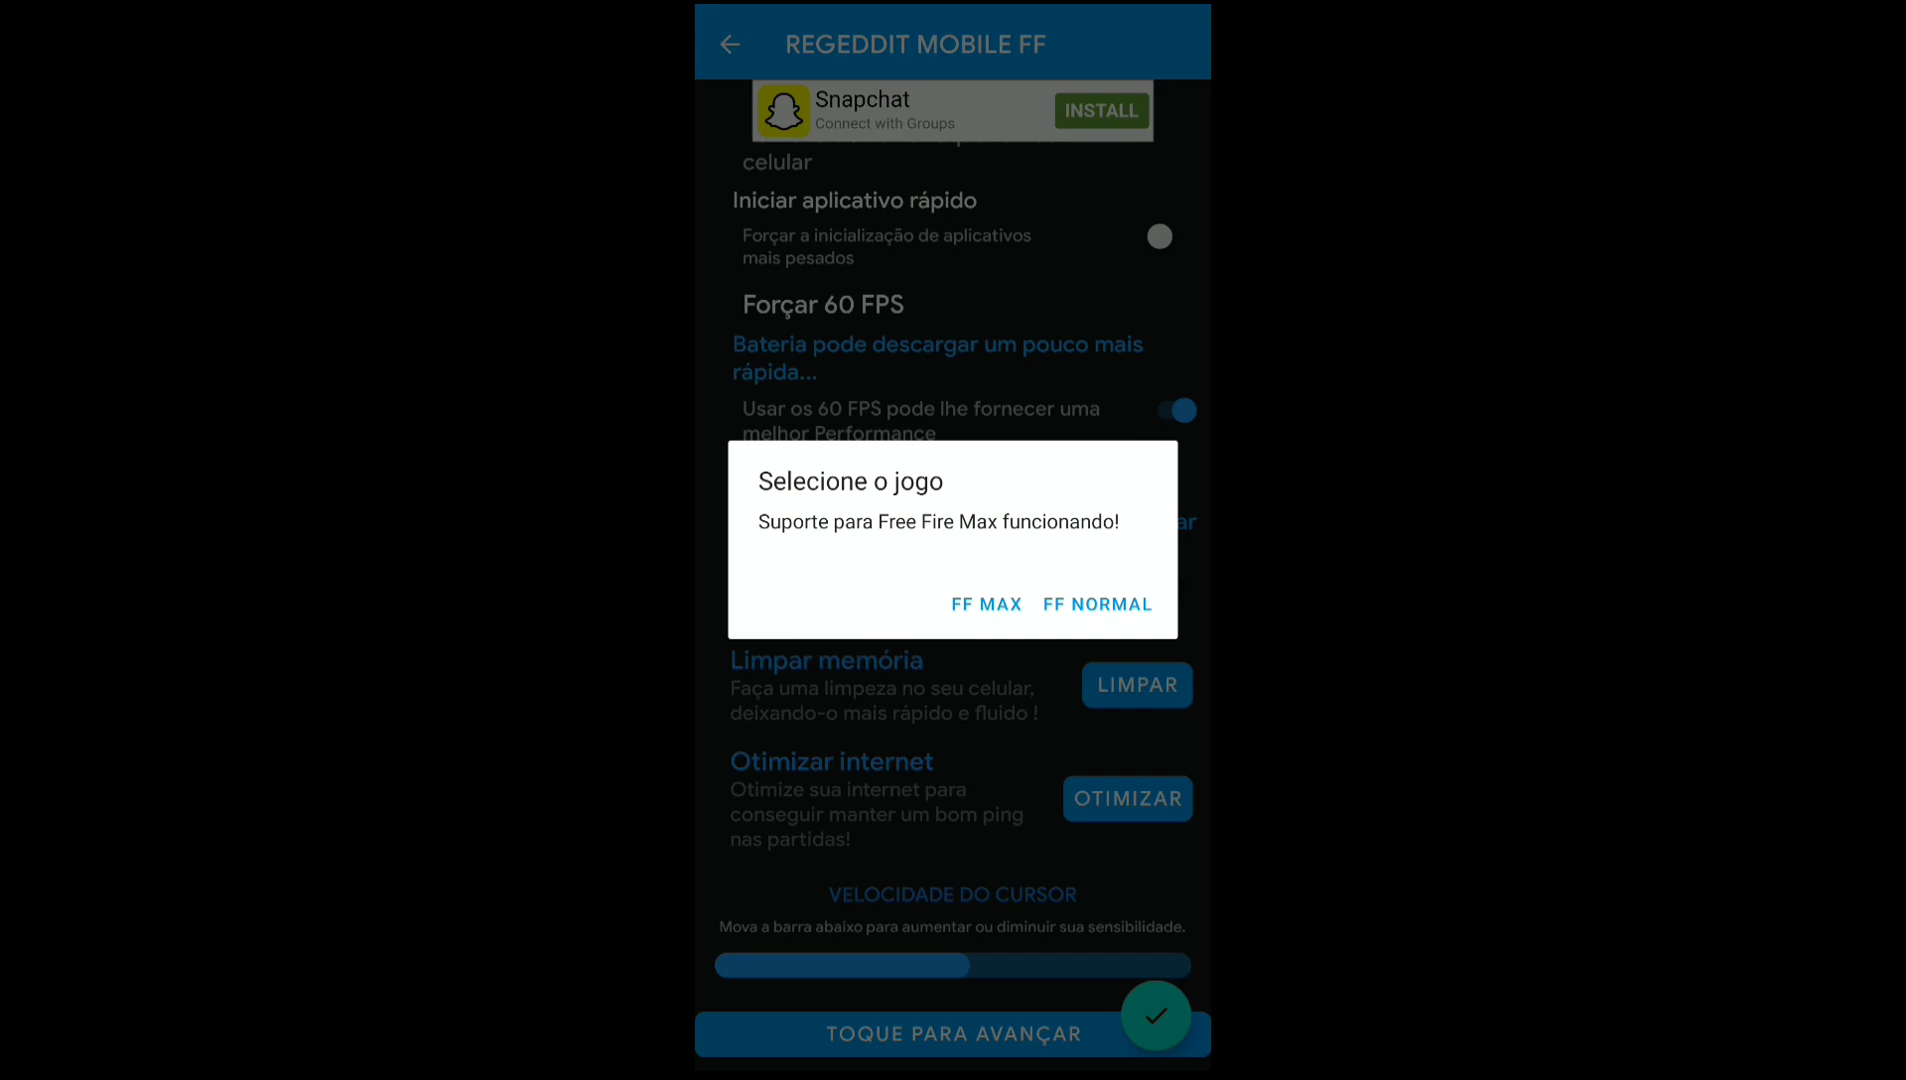 REGEDDIT MOBILE FF
Snapchat
Connect with Groups
INSTALL
celular
Iniciar aplicativo rápido
Forçar a inicialização de aplicativos
mais pesados
Forçar 60 FPS
Bateria pode descargar um pouco mais
rápida...
Usar os 60 FPS pode lhe fornecer uma
melhor Performance
Selecione o jogo
Suporte para Free Fire Max funcionando!
FF MAX
FF NORMAL
Limpar memória
Faça uma limpeza no seu celular,
deixando-o mais rápido e fluido !
LIMPAR
Otimizar internet
Otimize sua internet para
conseguir manter um bom ping
nas partidas!
OTIMIZAR
VELOCIDADE DO CURSOR
Mova a barra abaixo para aumentar ou diminuir sua sensibilidade.
TOQUE PARA AVANÇAR